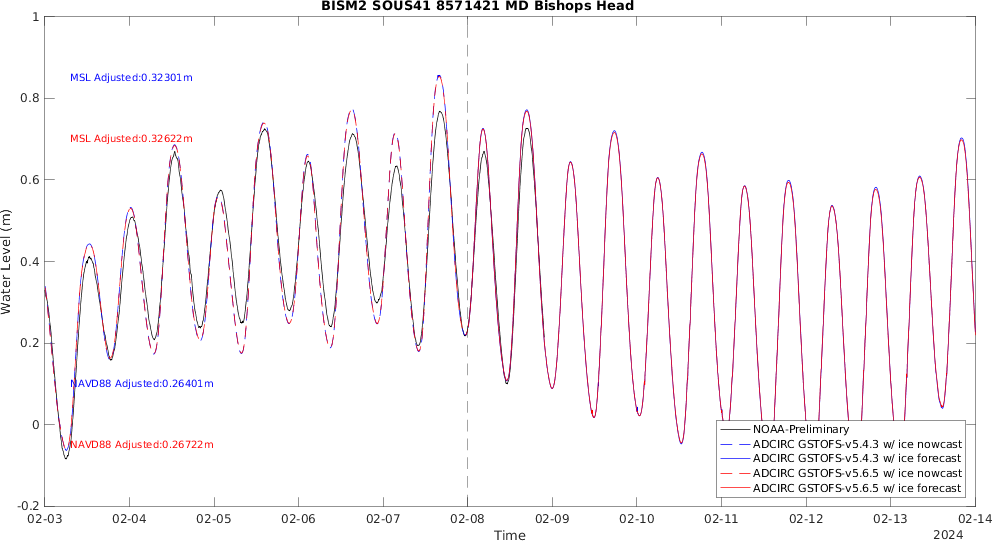 BISM2 SOUS41 8571421 MD Bishops Head
1
0.8
0.6
0.4
0.2
0
-0.2
Water Level (m)
MSL Adjusted:0.32301m
MSL Adjusted:0.32622m
NAVD88 Adjusted:0.26401m
NAVD88 Adjusted:0.26722m
NOAA-Preliminary
ADCIRC GSTOFS-v5.4.3 w/ ice nowcast
ADCIRC GSTOFS-v5.4.3 w/ ice forecast
ADCIRC GSTOFS-v5.6.5 w/ ice nowcast
ADCIRC GSTOFS-v5.6.5 w/ ice forecast
02-03 02-04 02-05 02-06 02-07 02-08 02-09 02-10 02-11 02-12 02-13 02-14
Time
2024